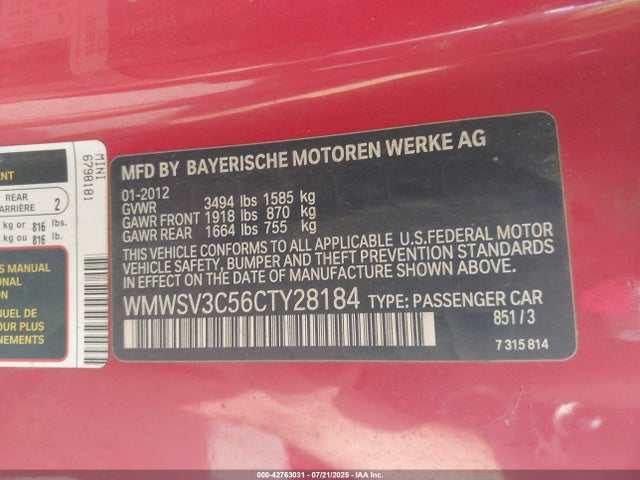 MFD BY BAYERISCHE MOTOREN WERKE AG
01-2012
GVWR 3494 lbs 1585 kg
GAWR FRONT 1918 lbs 870 kg
GAWR REAR 1664 lbs 755 kg
THIS VEHICLE CONFORMS TO ALL APPLICABLE U.S. FEDERAL MOTOR
VEHICLE SAFETY, BUMPER AND THEFT PREVENTION STANDARDS
IN EFFECT ON THE DATE OF MANUFACTURE SHOWN ABOVE.
WMWSV3C56CTY28184 TYPE: PASSENGER CAR
851 / 3
7 315 814
MINI
6798181
ENT
REAR
ARRIÈRE 2
kg or 816 lbs.
kg ou 816 lb.
S MANUAL
TIONS
NUEL DE
R PLUS
NEMENTS
000-42763031 - 07/21/2025 - IAA Inc.